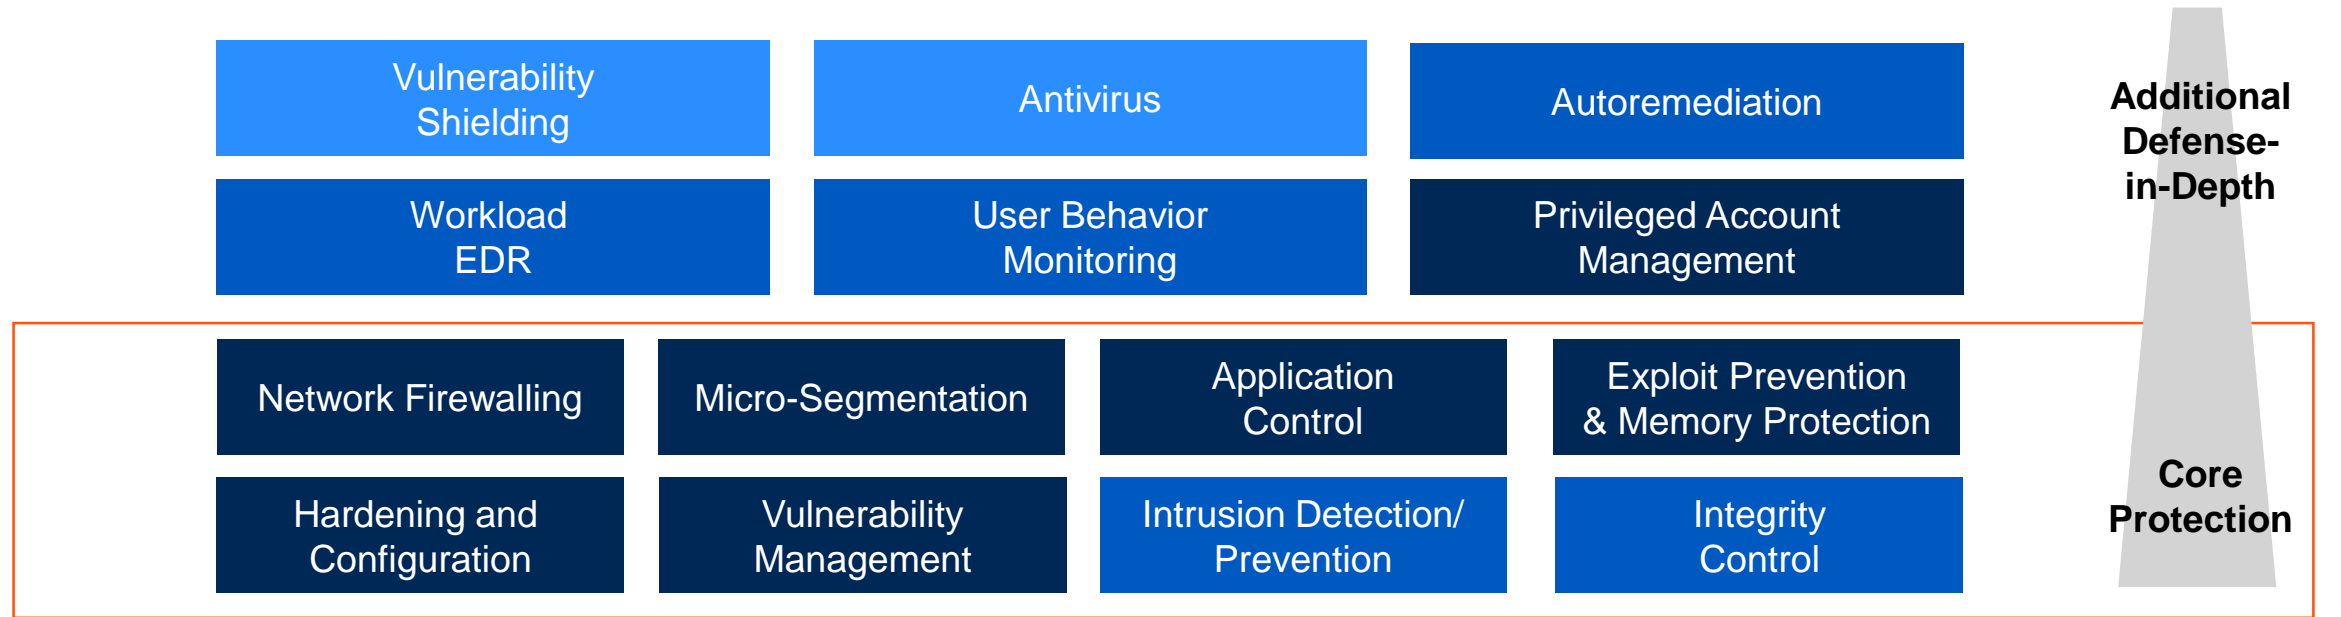 Vulnerability
Shielding
Antivirus
Autoremediation
Additional
Defense-
in-Depth
Workload
EDR
User Behavior
Monitoring
Privileged Account
Management
Network Firewalling
Micro-Segmentation
Application
Control
Exploit Prevention
& Memory Protection
Hardening and
Configuration
Vulnerability
Management
Intrusion Detection/
Prevention
Integrity
Control
Core
Protection